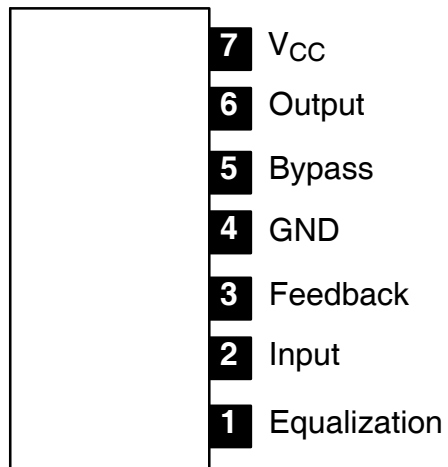 7 VCC
6 Output
5 Bypass
4 GND
3 Feedback
2 Input
1 Equalization